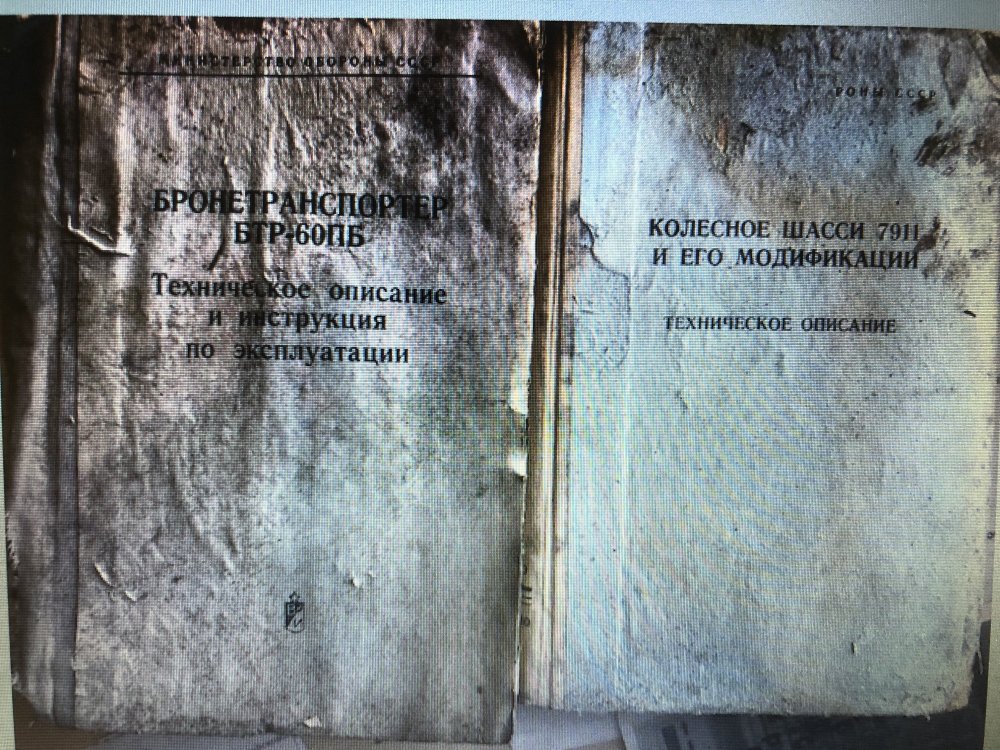 МИНИСТЕРСТВО ОБОРОНЫ СССР
БРОНЕТРАНСПОРТЕР
БТР-60ПБ
Техническое описание
и инструкция
по эксплуатации
РОНЫ СССР
КОЛЕСНОЕ ШАССИ 7911
И ЕГО МОДИФИКАЦИИ
ТЕХНИЧЕСКОЕ ОПИСАНИЕ